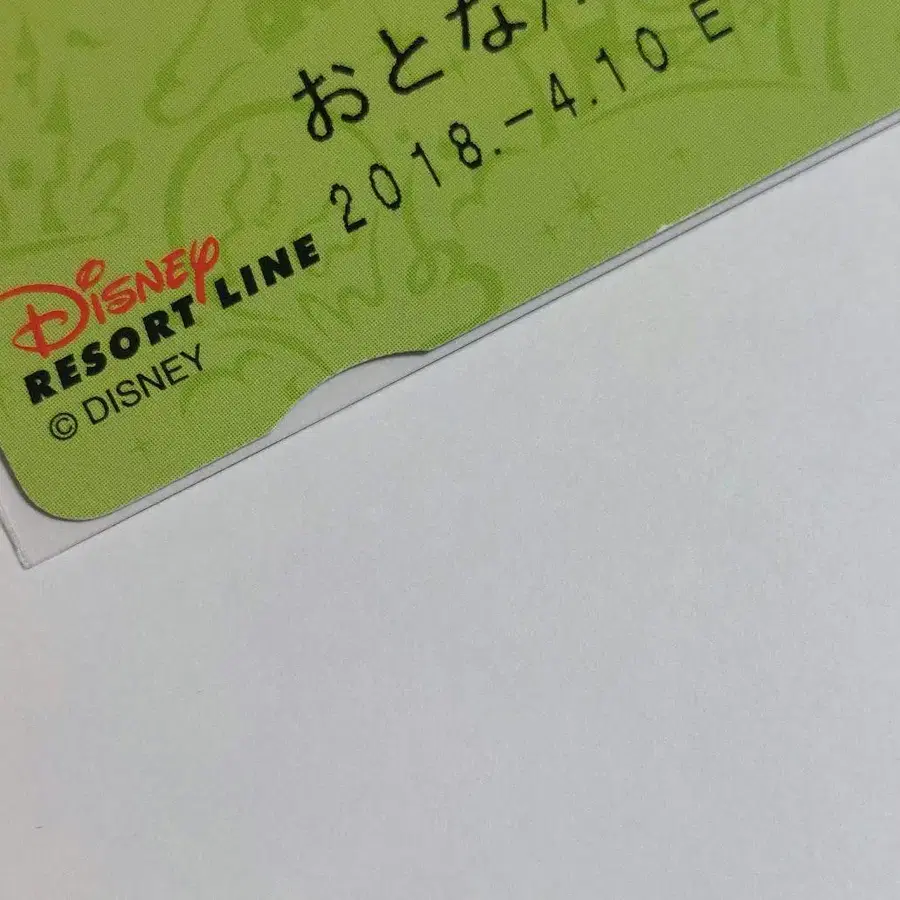 おとな/
2018.-4.10 E
Disney
RESORT LINE
© DISNEY